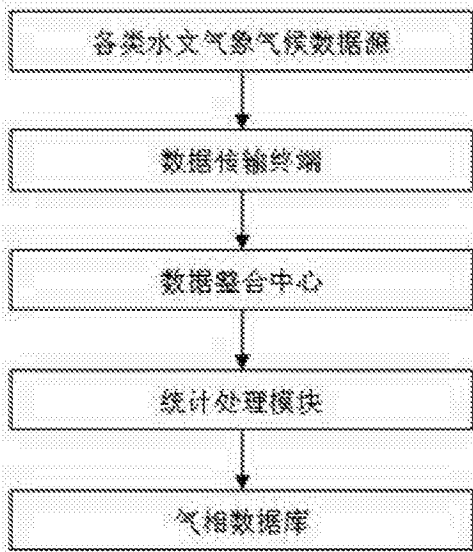 各类水文气象气候数据源
数据传输终端
数据整合中心
统计处理模块
气相数据库